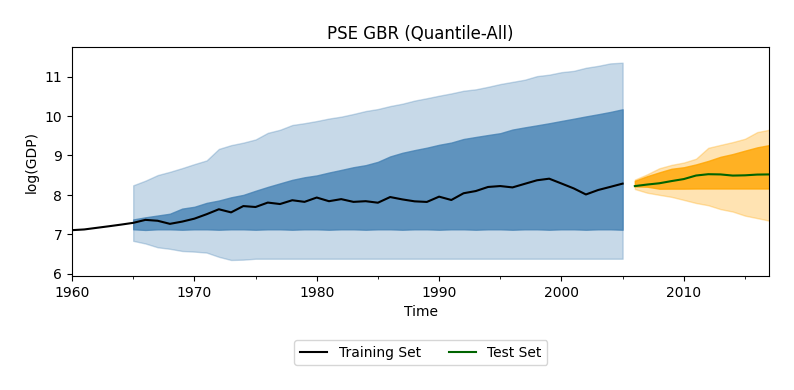 PSE GBR (Quantile-All)
log(GDP)
11
10
9
8
7
6
1960 1970 1980 1990 2000 2010
Time
Training Set Test Set